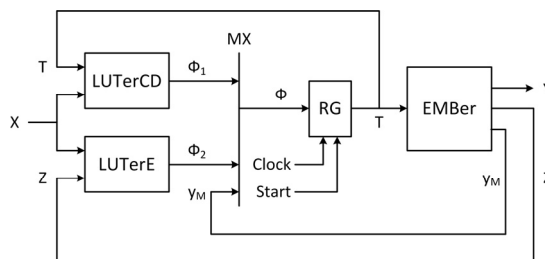 MX
T
LUTerCD
Φ1
X
Φ
RG
T
EMBer
Y
Z
LUTerE
Φ2
Clock
Start
yM
yM
Z